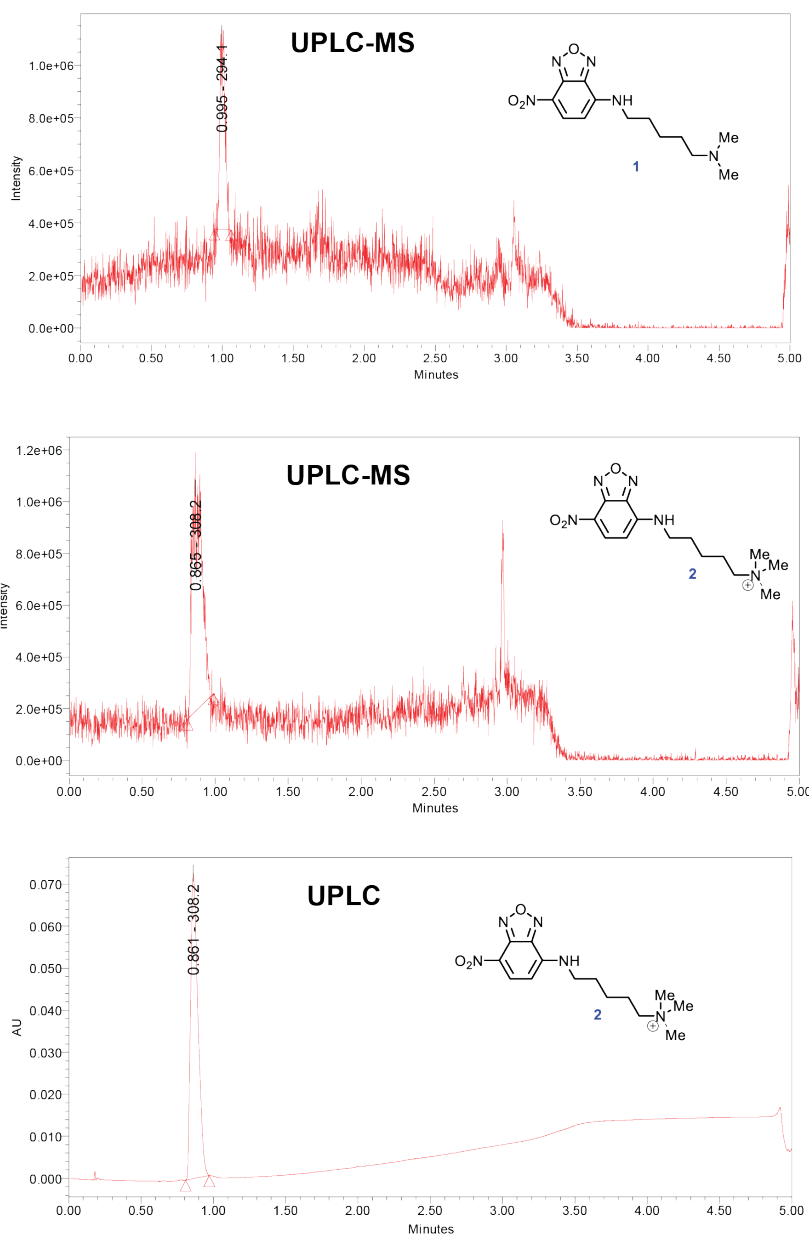 UPLC-MS
0.995 - 294.1
O
N N
O₂N
NH
Me
N
Me
1
Intensity
1.0e+06
8.0e+05
6.0e+05
4.0e+05
2.0e+05
0.0e+00
0.00 0.50 1.00 1.50 2.00 2.50 3.00 3.50 4.00 4.50 5.00
Minutes
UPLC-MS
0.865 - 308.2
O
N N
O₂N
NH
Me
N Me
+
Me
2
Intensity
1.2e+06
1.0e+06
8.0e+05
6.0e+05
4.0e+05
2.0e+05
0.0e+00
0.00 0.50 1.00 1.50 2.00 2.50 3.00 3.50 4.00 4.50 5.00
Minutes
UPLC
0.861 - 308.2
O
N N
O₂N
NH
Me
N Me
+
Me
2
AU
0.070
0.060
0.050
0.040
0.030
0.020
0.010
0.000
0.00 0.50 1.00 1.50 2.00 2.50 3.00 3.50 4.00 4.50 5.00
Minutes